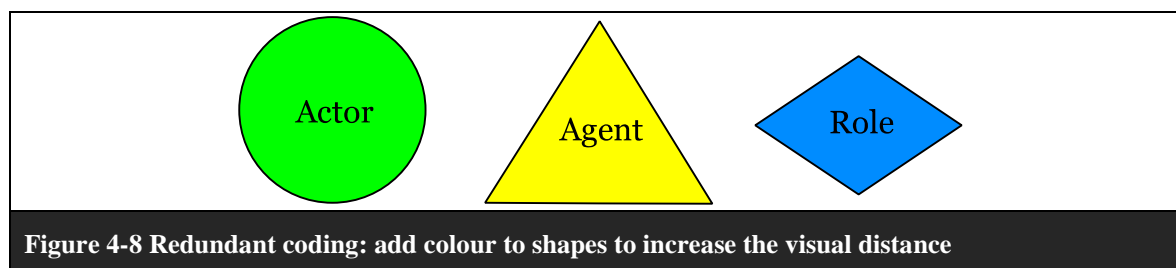 Actor
Agent
Role
Figure 4-8 Redundant coding: add colour to shapes to increase the visual distance